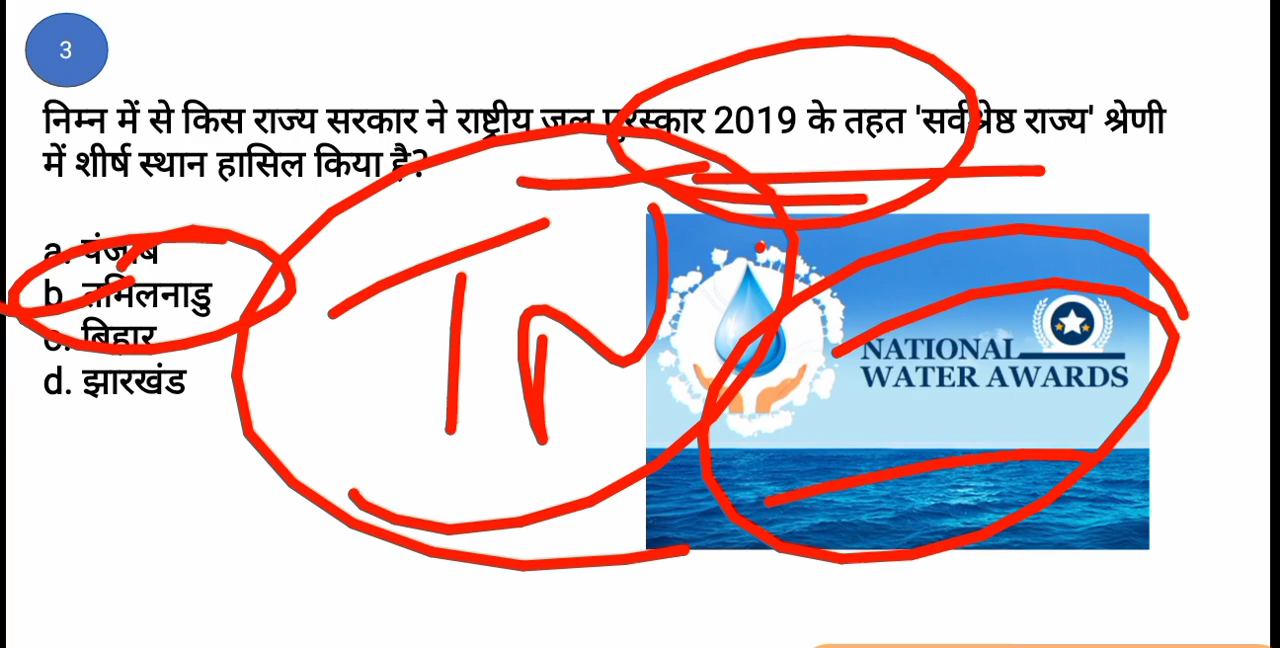 3
निम्न में से किस राज्य सरकार ने राष्ट्रीय जल पुरस्कार 2019 के तहत 'सर्वश्रेष्ठ राज्य' श्रेणी
में शीर्ष स्थान हासिल किया है?
a. पंजाब
b. तमिलनाडु
c. बिहार
d. झारखंड
TN
NATIONAL
WATER AWARDS